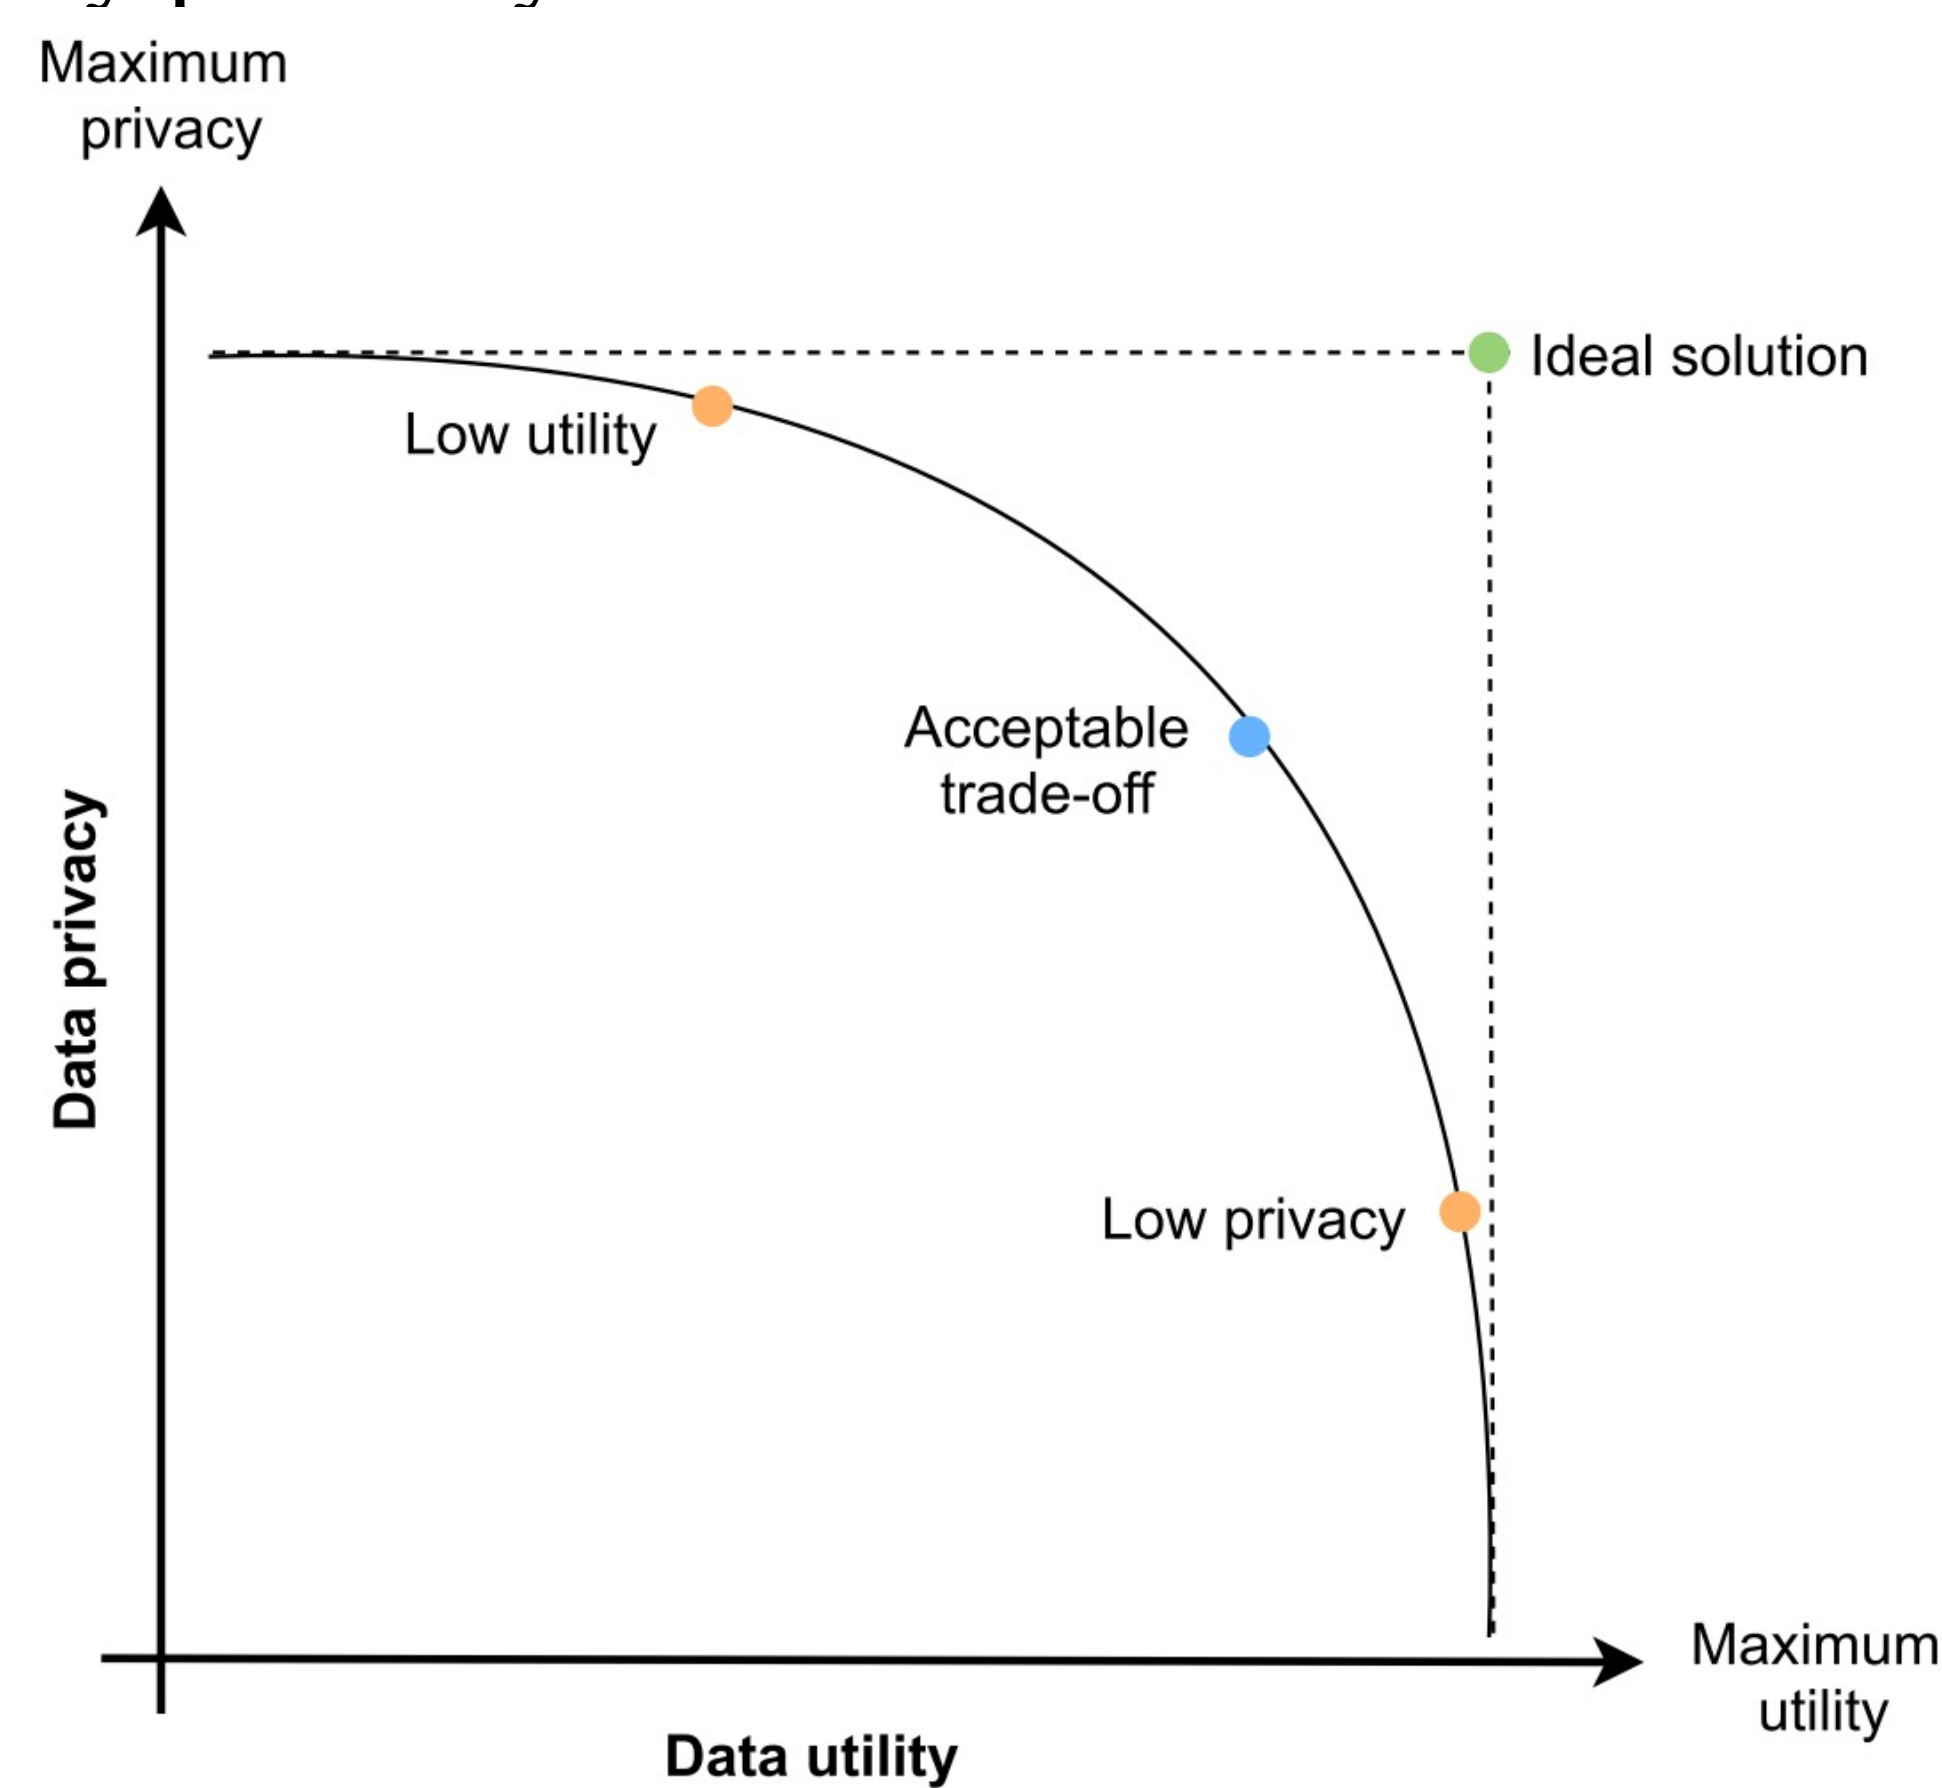 Maximum
privacy
Ideal solution
Low utility
Acceptable
trade-off
Data privacy
Low privacy
Maximum
utility
Data utility